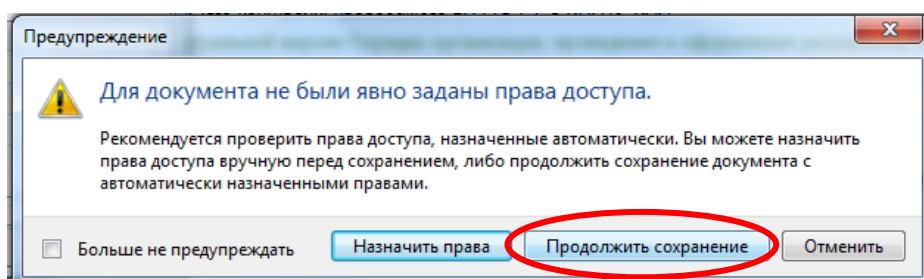 Предупреждение
Для документа не были явно заданы права доступа.
Рекомендуется проверить права доступа, назначенные автоматически. Вы можете назначить
права доступа вручную перед сохранением, либо продолжить сохранение документа с
автоматически назначенными правами.
Больше не предупреждать
Назначить права
Продолжить сохранение
Отменить